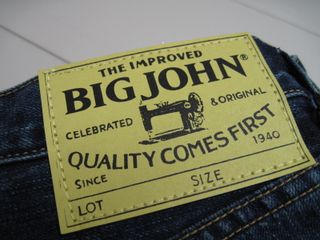 THE IMPROVED
BIG JOHN®
CELEBRATED & ORIGINAL
QUALITY COMES FIRST
SINCE 1940
LOT SIZE